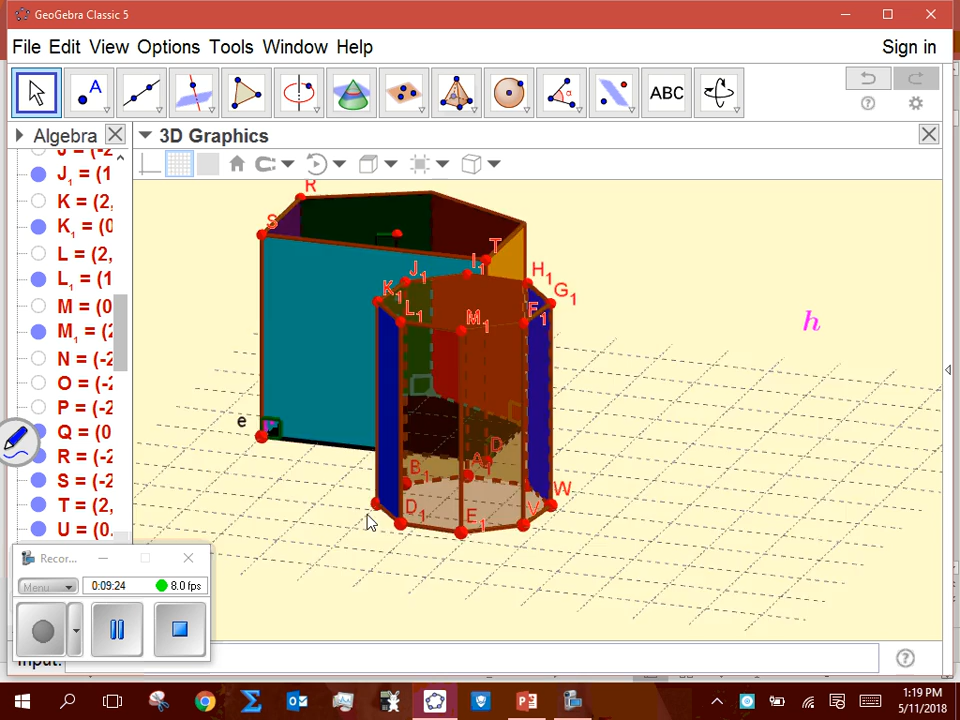 GeoGebra Classic 5
File Edit View Options Tools Window Help Sign in
A ABC
Algebra 3D Graphics
J = (-2
J1 = (1
K = (2,
K1 = (0
L = (2,
L1 = (1
M = (0
M1 = (2
N = (-2
O = (-2
P = (-2
Q = (0
R = (-2
S = (-2
T = (2,
U = (0.
R
S
T
I1
J1
H1
K1
G1
L1
M1
F1
h
e
D
B1
A1
W
D1
E1
V
Recor...
Menu 0:09:24 8.0 fps
Input:
1:19 PM
5/11/2018